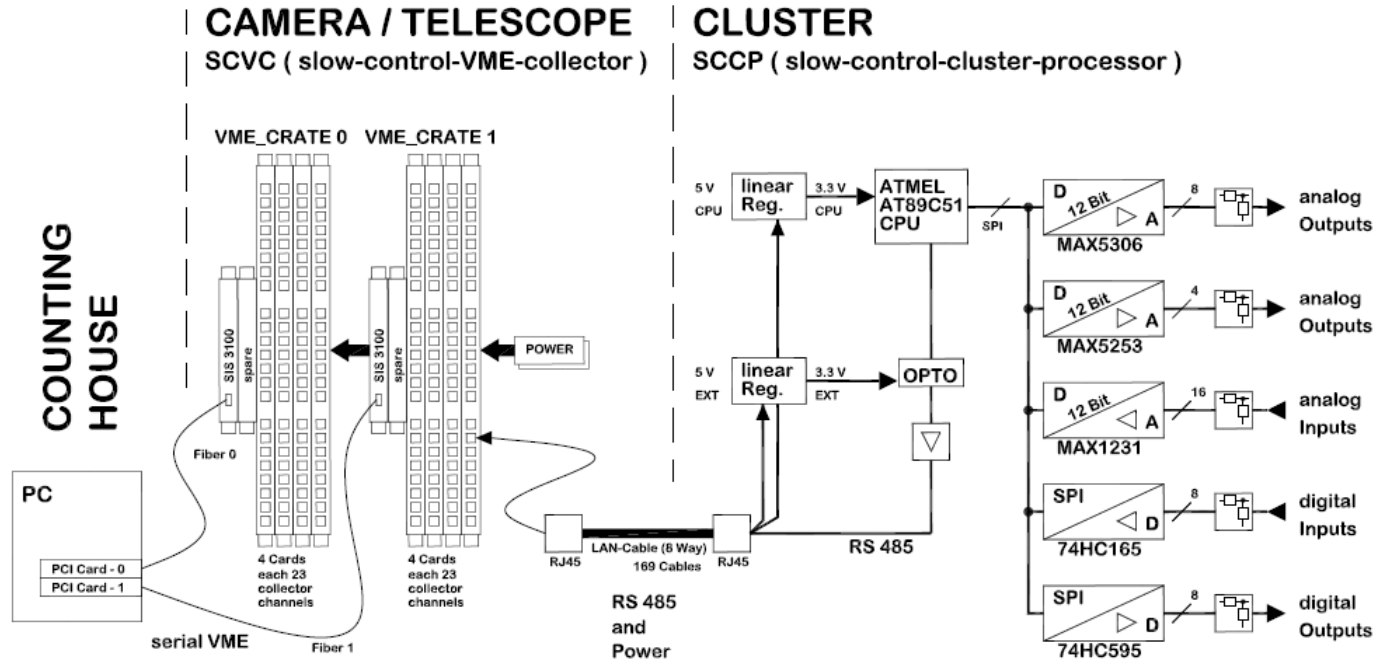 CAMERA / TELESCOPE
SCVC ( slow-control-VME-collector )
CLUSTER
SCCP ( slow-control-cluster-processor )
COUNTING
HOUSE
VME_CRATE 0
VME_CRATE 1
SIS 3100
spare
SIS 3100
spare
POWER
Fiber 0
PC
PCI Card - 0
PCI Card - 1
serial VME
Fiber 1
4 Cards
each 23
collector
channels
4 Cards
each 23
collector
channels
RJ45
LAN-Cable (8 Way)
169 Cables
RJ45
RS 485
and
Power
5 V
CPU
linear
Reg.
3.3 V
CPU
ATMEL
AT89C51
CPU
SPI
5 V
EXT
linear
Reg.
3.3 V
EXT
OPTO
RS 485
D
12 Bit
A
MAX5306
8
analog
Outputs
D
12 Bit
A
MAX5253
4
analog
Outputs
D
12 Bit
A
MAX1231
16
analog
Inputs
SPI
D
74HC165
8
digital
Inputs
SPI
D
74HC595
8
digital
Outputs